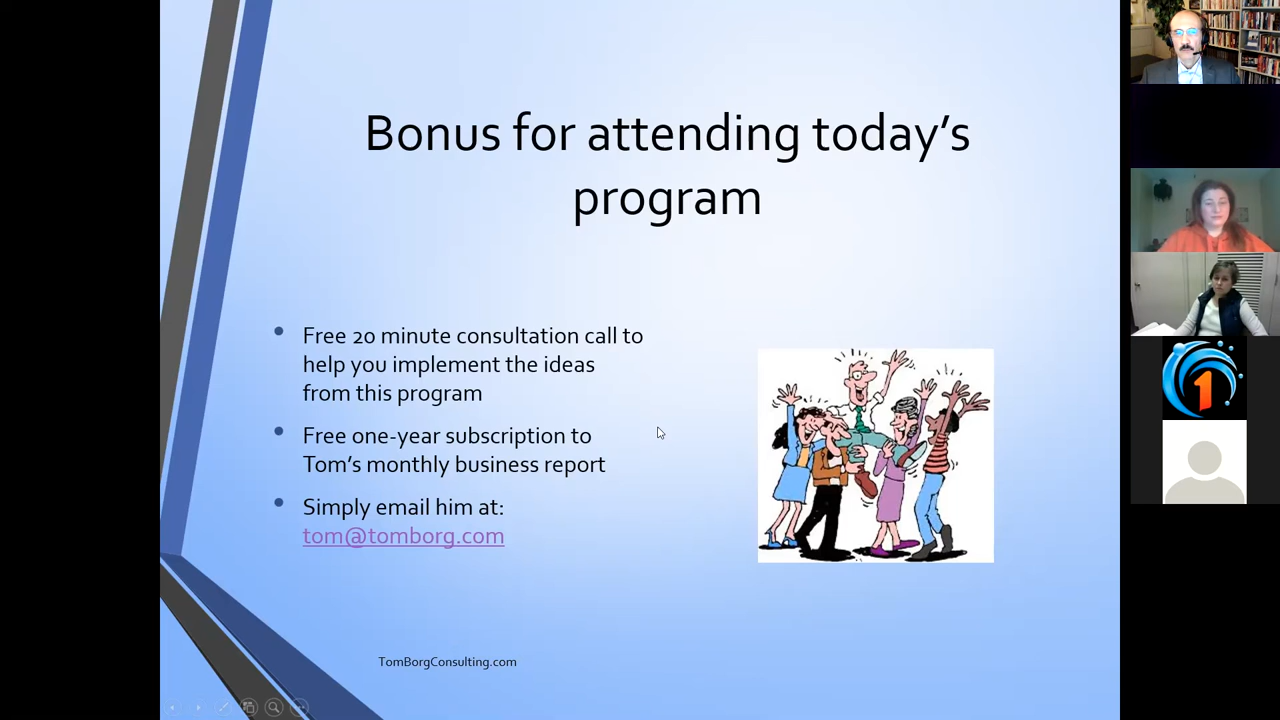 Bonus for attending today’s
program
Free 20 minute consultation call to
help you implement the ideas
from this program
Free one-year subscription to
Tom’s monthly business report
Simply email him at:
tom@tomborg.com
TomBorgConsulting.com
1